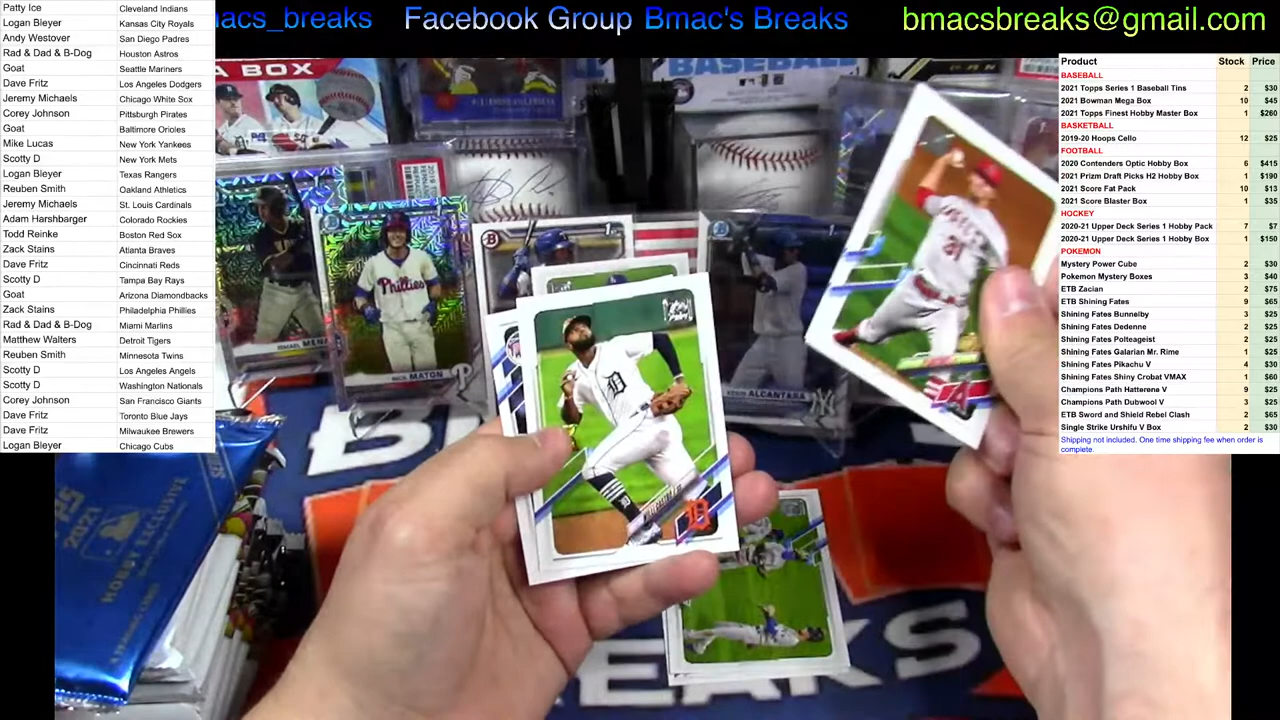 acs_breaks Facebook Group Bmac's Breaks bmacsbreaks@gmail.com
Patty Ice Cleveland Indians
Logan Bleyer Kansas City Royals
Andy Westover San Diego Padres
Rad & Dad & B-Dog Houston Astros
Goat Seattle Mariners
Dave Fritz Los Angeles Dodgers
Jeremy Michaels Chicago White Sox
Corey Johnson Pittsburgh Pirates
Goat Baltimore Orioles
Mike Lucas New York Yankees
Scotty D New York Mets
Logan Bleyer Texas Rangers
Reuben Smith Oakland Athletics
Jeremy Michaels St. Louis Cardinals
Adam Harshbarger Colorado Rockies
Todd Reinke Boston Red Sox
Zack Stains Atlanta Braves
Dave Fritz Cincinnati Reds
Scotty D Tampa Bay Rays
Goat Arizona Diamondbacks
Zack Stains Philadelphia Phillies
Rad & Dad & B-Dog Miami Marlins
Matthew Walters Detroit Tigers
Reuben Smith Minnesota Twins
Scotty D Los Angeles Angels
Scotty D Washington Nationals
Corey Johnson San Francisco Giants
Dave Fritz Toronto Blue Jays
Dave Fritz Milwaukee Brewers
Logan Bleyer Chicago Cubs
Product Stock Price
BASEBALL
2021 Topps Series 1 Baseball Tins 2 $30
2021 Bowman Mega Box 10 $45
2021 Topps Finest Hobby Master Box 1 $260
BASKETBALL
2019-20 Hoops Cello 12 $25
FOOTBALL
2020 Contenders Optic Hobby Box 6 $415
2021 Prizm Draft Picks H2 Hobby Box 1 $190
2021 Score Fat Pack 10 $13
2021 Score Blaster Box 1 $35
HOCKEY
2020-21 Upper Deck Series 1 Hobby Pack 7 $7
2020-21 Upper Deck Series 1 Hobby Box 1 $150
POKEMON
Mystery Power Cube 2 $30
Pokemon Mystery Boxes 3 $40
ETB Zacian 2 $75
ETB Shining Fates 9 $65
Shining Fates Bunnelby 3 $25
Shining Fates Dedenne 2 $25
Shining Fates Polteageist 2 $25
Shining Fates Galarian Mr. Rime 1 $25
Shining Fates Pikachu V 4 $30
Shining Fates Shiny Crobat VMAX 2 $60
Champions Path Hatterene V 9 $25
Champions Path Dubwool V 3 $25
ETB Sword and Shield Rebel Clash 2 $65
Single Strike Urshifu V Box 2 $30
Shipping not included. One time shipping fee when order is
complete.
A BOX
BASEBALL
Phillies
NICK MATON
ALCANTARA
HOBBY EXCLUSIVE
REAKS